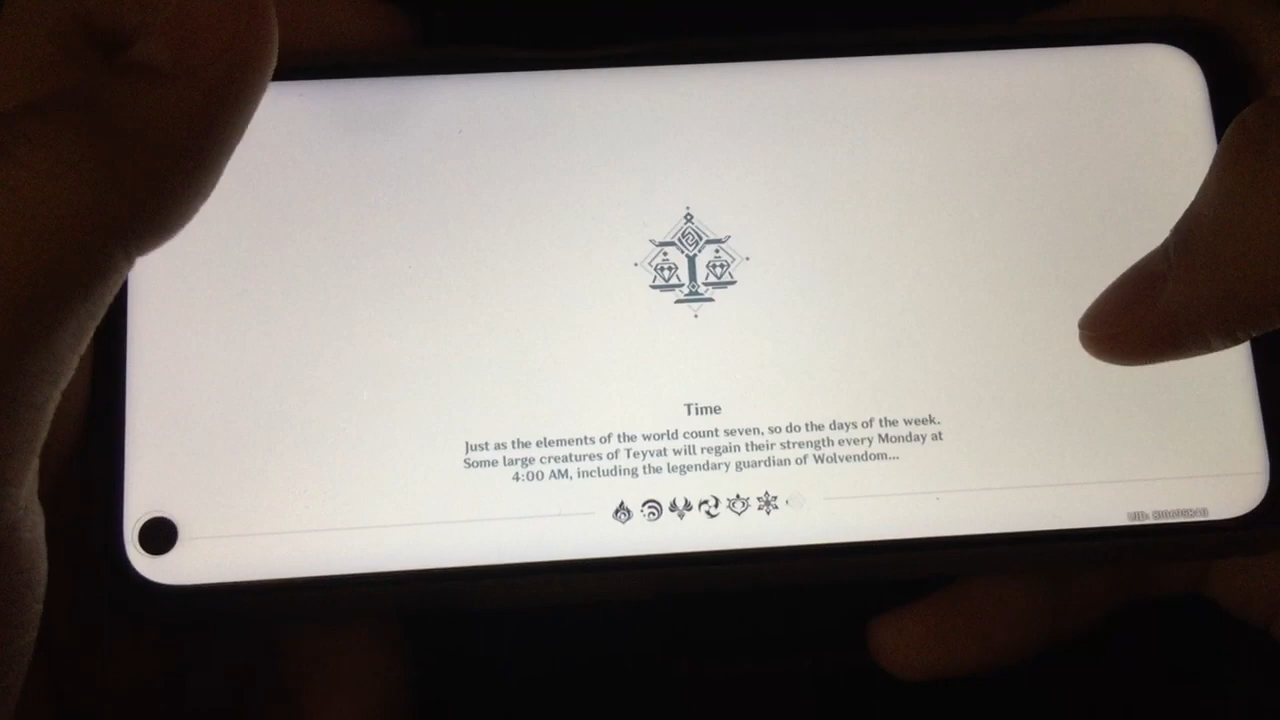 Time
Just as the elements of the world count seven, so do the days of the week.
Some large creatures of Teyvat will regain their strength every Monday at
4:00 AM, including the legendary guardian of Wolvendom...
UID: